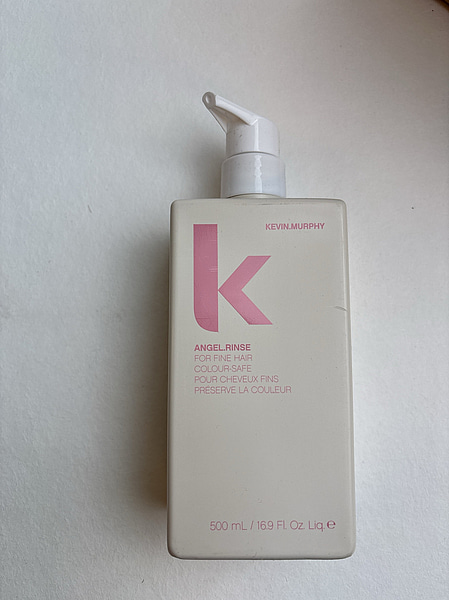 KEVIN.MURPHY
k
ANGEL.RINSE
FOR FINE HAIR
COLOUR-SAFE
POUR CHEVEUX FINS
PRÉSERVE LA COULEUR
500 mL / 16.9 Fl. Oz. Liq. ℮